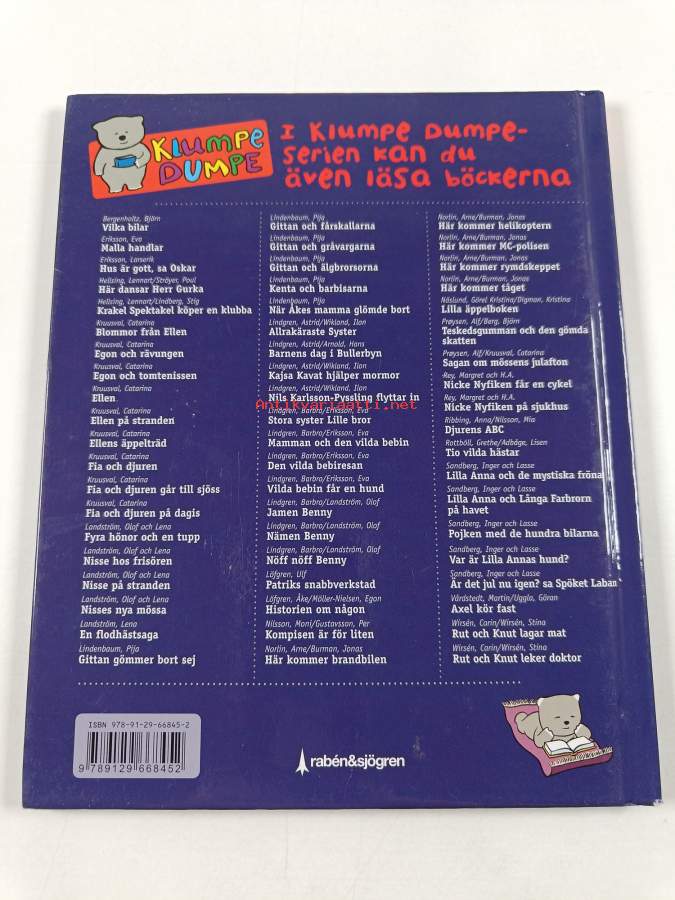 KLUMPE
DUMPE
I KLUMPE DUMPE-
serien kan du
även läsa böckerna
Bergenholtz, Björn
Vilka bilar
Eriksson, Eva
Malla handlar
Eriksson, Larserik
Hus är gott, sa Oskar
Hellsing, Lennart/Ströyer, Poul
Här dansar Herr Gurka
Hellsing, Lennart/Lindberg, Stig
Krakel Spektakel köper en klubba
Kruusval, Catarina
Blommor från Ellen
Kruusval, Catarina
Egon och rävungen
Kruusval, Catarina
Egon och tomtenissen
Kruusval, Catarina
Ellen
Kruusval, Catarina
Ellen på stranden
Kruusval, Catarina
Ellens äppelträd
Kruusval, Catarina
Fia och djuren
Kruusval, Catarina
Fia och djuren går till sjöss
Kruusval, Catarina
Fia och djuren på dagis
Landström, Olof och Lena
Fyra hönor och en tupp
Landström, Olof och Lena
Nisse hos frisören
Landström, Olof och Lena
Nisse på stranden
Landström, Olof och Lena
Nisses nya mössa
Landström, Lena
En flodhästsaga
Lindenbaum, Pija
Gittan gömmer bort sej
Lindenbaum, Pija
Gittan och fårskallarna
Lindenbaum, Pija
Gittan och gråvargarna
Lindenbaum, Pija
Gittan och älgbrorsorna
Lindenbaum, Pija
Kenta och barbisarna
Lindenbaum, Pija
När Åkes mamma glömde bort
Lindgren, Astrid/Wikland, Ilon
Allrakäraste Syster
Lindgren, Astrid/Arnold, Hans
Barnens dag i Bullerbyn
Lindgren, Astrid/Wikland, Ilon
Kajsa Kavat hjälper mormor
Lindgren, Astrid/Wikland, Ilon
Nils Karlsson-Pyssling flyttar in
Antikvariaatti.net
Lindgren, Barbro/Eriksson, Eva
Stora syster Lille bror
Lindgren, Barbro/Eriksson, Eva
Mamman och den vilda bebin
Lindgren, Barbro/Eriksson, Eva
Den vilda bebiresan
Lindgren, Barbro/Eriksson, Eva
Vilda bebin får en hund
Lindgren, Barbro/Landström, Olof
Jamen Benny
Lindgren, Barbro/Landström, Olof
Nämen Benny
Lindgren, Barbro/Landström, Olof
Nöff nöff Benny
Löfgren, Ulf
Patriks snabbverkstad
Löfgren, Åke/Möller-Nielsen, Egon
Historien om någon
Nilsson, Moni/Gustavsson, Per
Kompisen är för liten
Norlin, Arne/Burman, Jonas
Här kommer brandbilen
Norlin, Arne/Burman, Jonas
Här kommer helikoptern
Norlin, Arne/Burman, Jonas
Här kommer MC-polisen
Norlin, Arne/Burman, Jonas
Här kommer rymdskeppet
Norlin, Arne/Burman, Jonas
Här kommer tåget
Näslund, Görel Kristina/Digman, Kristina
Lilla äppelboken
Prøysen, Alf/Berg, Björn
Teskedsgumman och den gömda
skatten
Prøysen, Alf/Kruusval, Catarina
Sagan om mössens julafton
Rey, Margret och H.A.
Nicke Nyfiken får en cykel
Rey, Margret och H.A.
Nicke Nyfiken på sjukhus
Ribbing, Anna/Nilsson, Mia
Djurens ABC
Rottböll, Grethe/Adbåge, Lisen
Tio vilda hästar
Sandberg, Inger och Lasse
Lilla Anna och de mystiska fröna
Sandberg, Inger och Lasse
Lilla Anna och Långa Farbrorn
på havet
Sandberg, Inger och Lasse
Pojken med de hundra bilarna
Sandberg, Inger och Lasse
Var är Lilla Annas hund?
Sandberg, Inger och Lasse
Är det jul nu igen? sa Spöket Laban
Vårdstedt, Martin/Uggla, Göran
Axel kör fast
Wirsén, Carin/Wirsén, Stina
Rut och Knut lagar mat
Wirsén, Carin/Wirsén, Stina
Rut och Knut leker doktor
ISBN 978-91-29-66845-2
9 789129 668452
rabén&sjögren